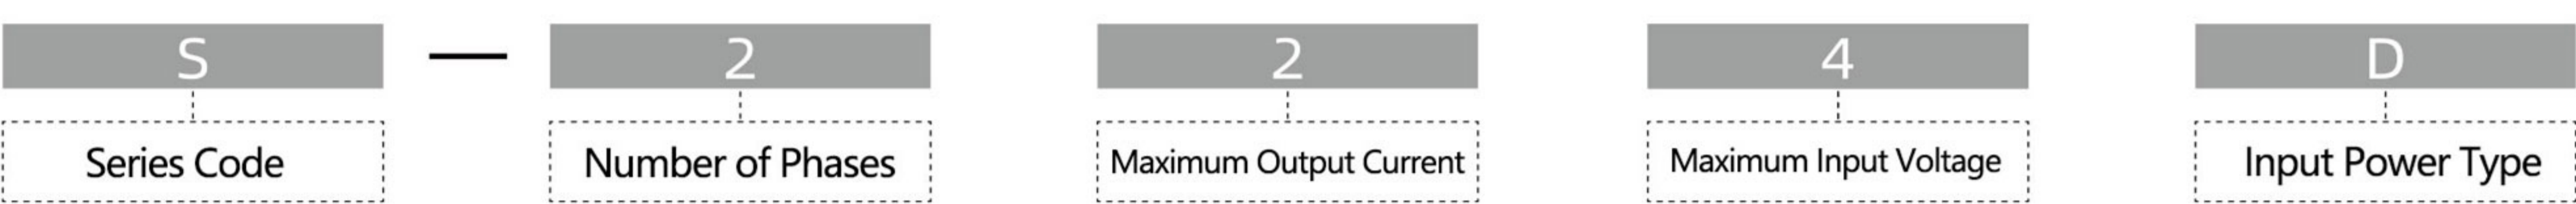 S — 2 2 4 D
Series Code Number of Phases Maximum Output Current Maximum Input Voltage Input Power Type